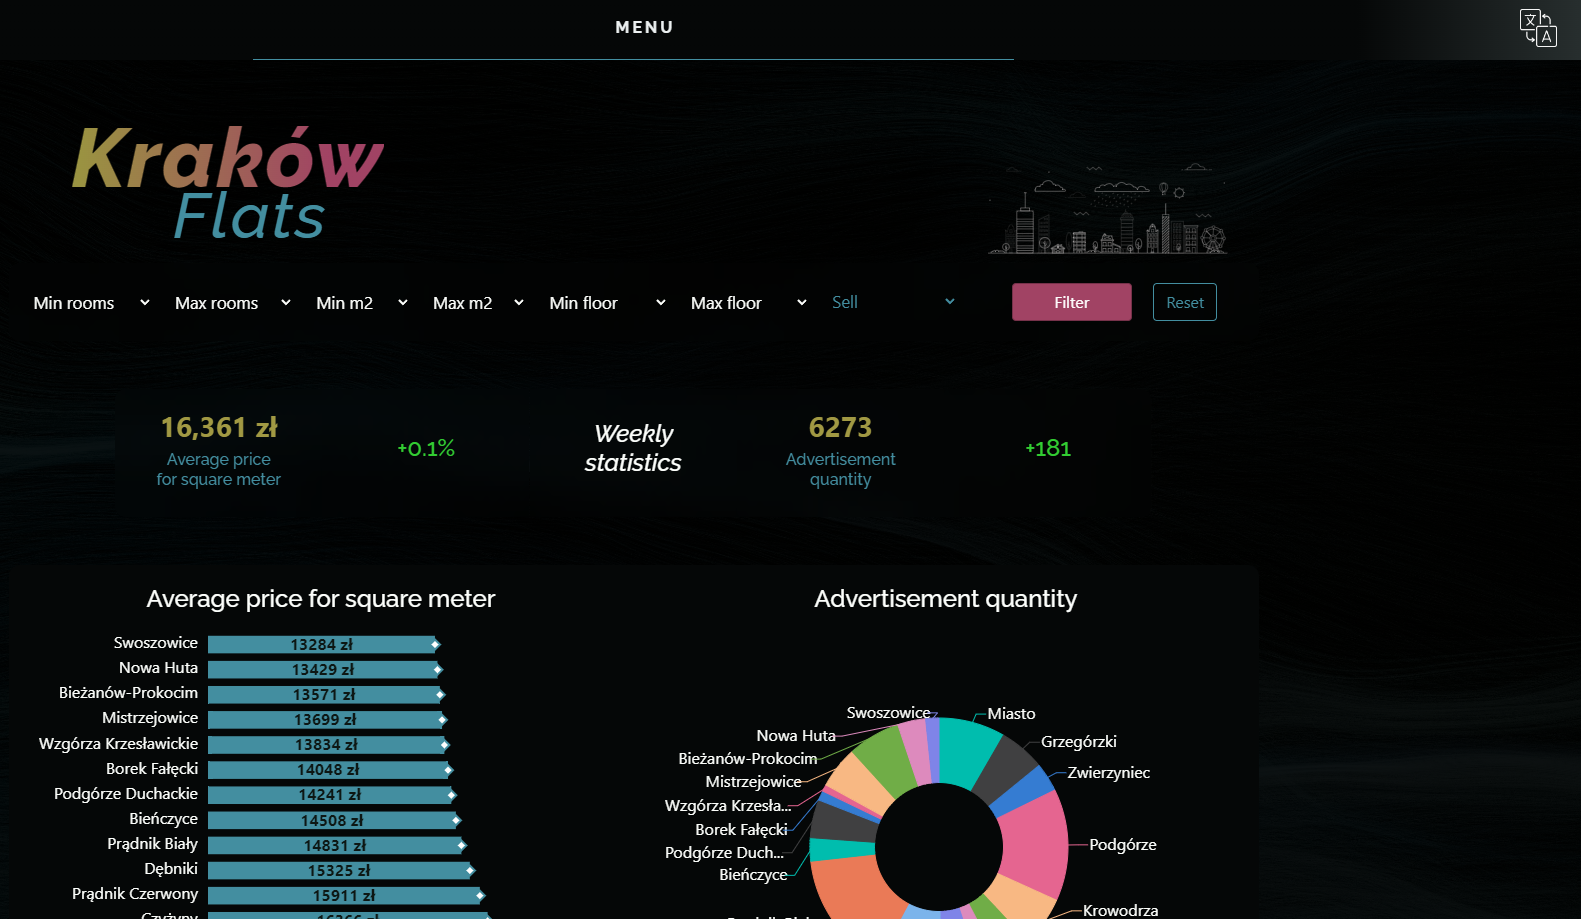 MENU
Kraków
Flats
Min rooms
Max rooms
Min m2
Max m2
Min floor
Max floor
Sell
Filter
Reset
16,361 zł
Average price
for square meter
+0.1%
Weekly
statistics
6273
Advertisement
quantity
+181
Average price for square meter
Swoszowice 13284 zł
Nowa Huta 13429 zł
Bieżanów-Prokocim 13571 zł
Mistrzejowice 13699 zł
Wzgórza Krzesławickie 13834 zł
Borek Fałęcki 14048 zł
Podgórze Duchackie 14241 zł
Bieńczyce 14508 zł
Prądnik Biały 14831 zł
Dębniki 15325 zł
Prądnik Czerwony 15911 zł
Czyżyny
Advertisement quantity
Swoszowice
Miasto
Nowa Huta
Grzegórzki
Bieżanów-Prokocim
Zwierzyniec
Mistrzejowice
Wzgórza Krzesła...
Borek Fałęcki
Podgórze Duch...
Podgórze
Bieńczyce
Krowodrza